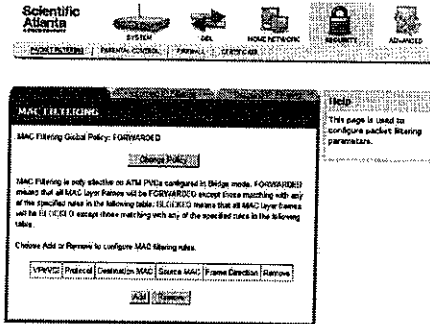 Scientific
Atlanta
SYSTEM
DSL
HOME NETWORK
SECURITY
ADVANCED
PACKET FILTERING
PARENTAL CONTROL
FIREWALL
MAC FILTERING
MAC Filtering Global Policy: FORWARDED
Change Policy
MAC Filtering is only effective on ATM PVCs configured in Bridge mode. FORWARDED
means that all MAC layer frames will be FORWARDED except those matching with any
of the specified rules in the following table. BLOCKED means that all MAC layer frames
will be BLOCKED except those matching with any of the specified rules in the following
table.
Choose Add or Remove to configure MAC filtering rules.
VPI/VCI Protocol Destination MAC Source MAC Frame Direction Remove
Add Remove
Help
This page is used to
configure packet filtering
parameters.